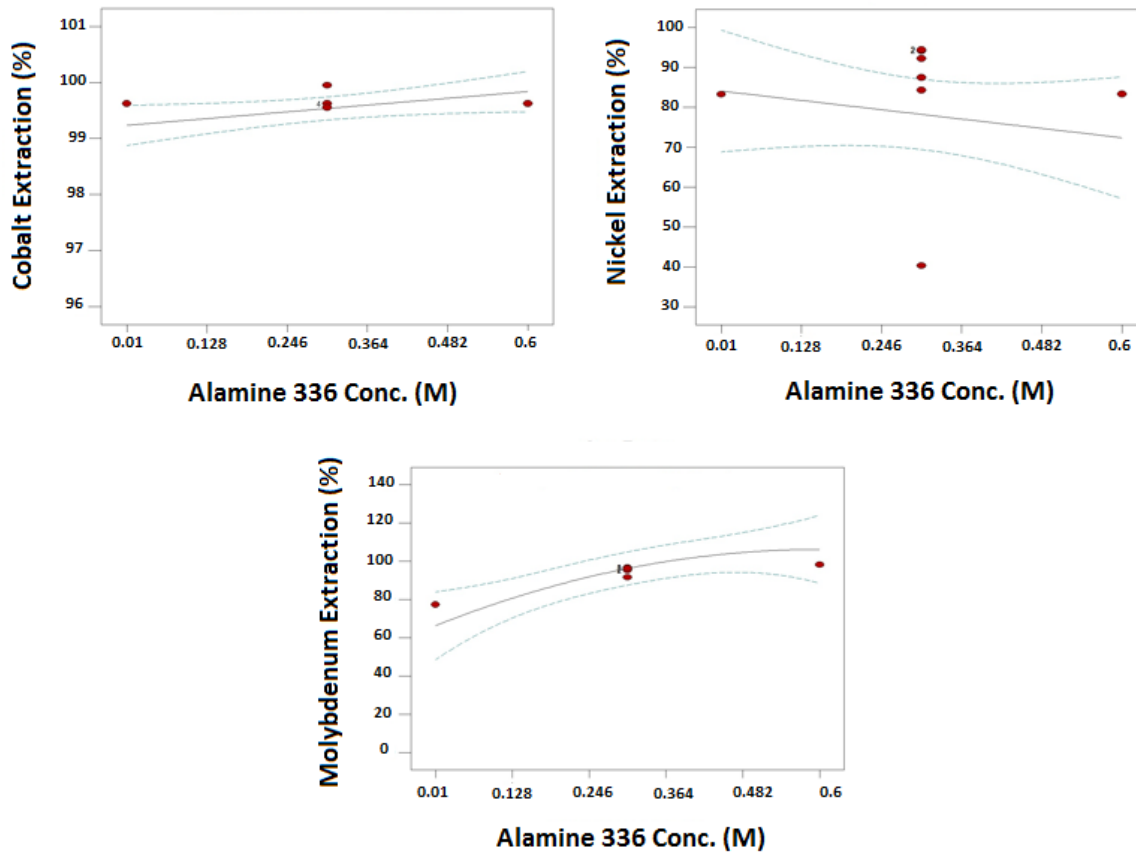 Cobalt Extraction (%)
101
100
99
98
97
96
4
0.01 0.128 0.246 0.364 0.482 0.6
Alamine 336 Conc. (M)
Nickel Extraction (%)
100
90
80
70
60
50
40
30
2
0.01 0.128 0.246 0.364 0.482 0.6
Alamine 336 Conc. (M)
Molybdenum Extraction (%)
140
120
100
80
60
40
20
0
0.01 0.128 0.246 0.364 0.482 0.6
Alamine 336 Conc. (M)